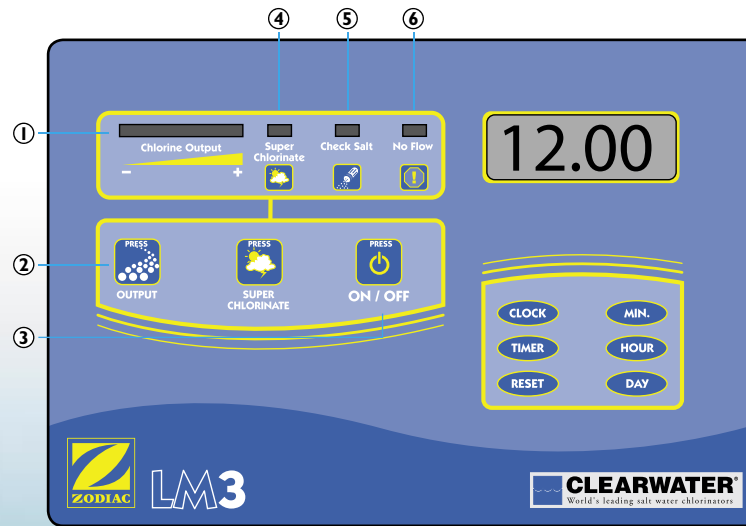 ④ ⑤ ⑥
①
Chlorine Output
− +
Super
Chlorinate
Check Salt
No Flow
12.00
②
PRESS
OUTPUT
PRESS
SUPER
CHLORINATE
PRESS
ON / OFF
③
CLOCK MIN.
TIMER HOUR
RESET DAY
ZODIAC
LM3
CLEARWATER®
World's leading salt water chlorinators